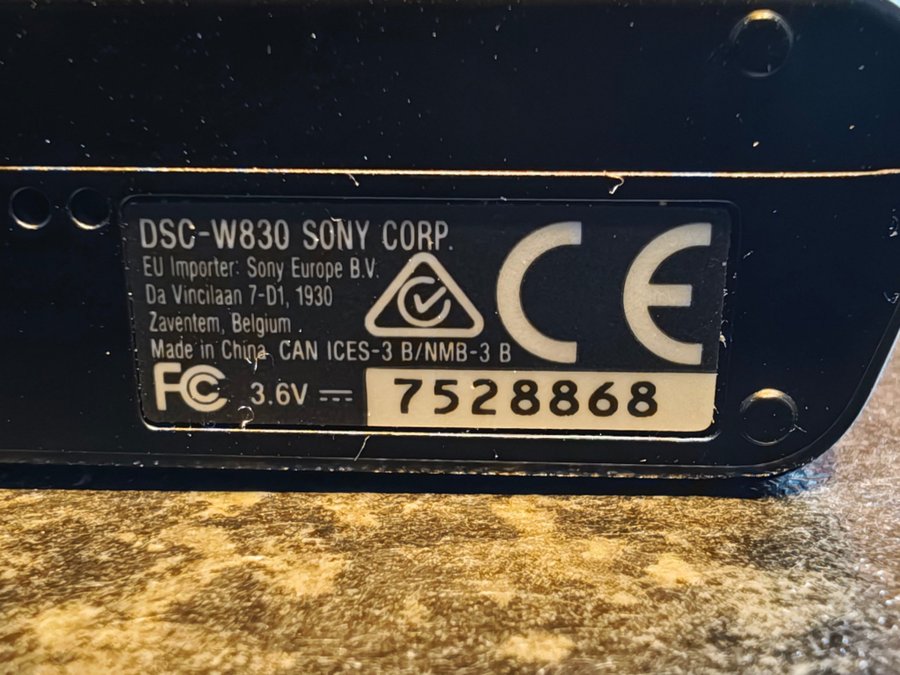 DSC-W830 SONY CORP.
EU Importer: Sony Europe B.V.
Da Vincilaan 7-D1, 1930
Zaventem, Belgium
Made in China CAN ICES-3 B/NMB-3 B
CE
FC 3.6V ⎓ 7528868